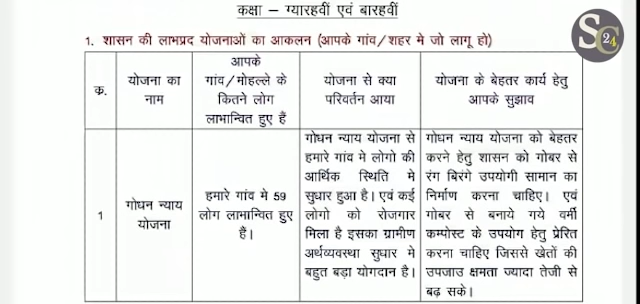 कक्षा – ग्यारहवीं एवं बारहवीं
S
C
24
1. शासन की लाभप्रद योजनाओं का आकलन (आपके गांव/शहर मे जो लागू हो)
क्र.
योजना का
नाम
आपके
गांव/मोहल्ले के
कितने लोग
लाभान्वित हुए
हैं
योजना से क्या
परिवर्तन आया
योजना के बेहतर कार्य हेतु
आपके सुझाव
1
गोधन न्याय
योजना
हमारे गांव मे 59
लोग लाभान्वित हुए
हैं।
गोधन न्याय योजना से
हमारे गांव मे लोगो की
आर्थिक स्थिति मे
सुधार हुआ है। एवं कई
लोगो को रोजगार
मिला है इसका ग्रामीण
अर्थव्यवस्था सुधार मे
बहुत बड़ा योगदान है।
गोधन न्याय योजना को बेहतर
करने हेतु शासन को गोबर से
रंग बिरंगे उपयोगी सामान का
निर्माण करना चाहिए। एवं
गोबर से बनाये गये वर्मी
कम्पोस्ट के उपयोग हेतु प्रेरित
करना चाहिए जिससे खेतों की
उपजाउ क्षमता ज्यादा तेजी से
बढ़ सके।